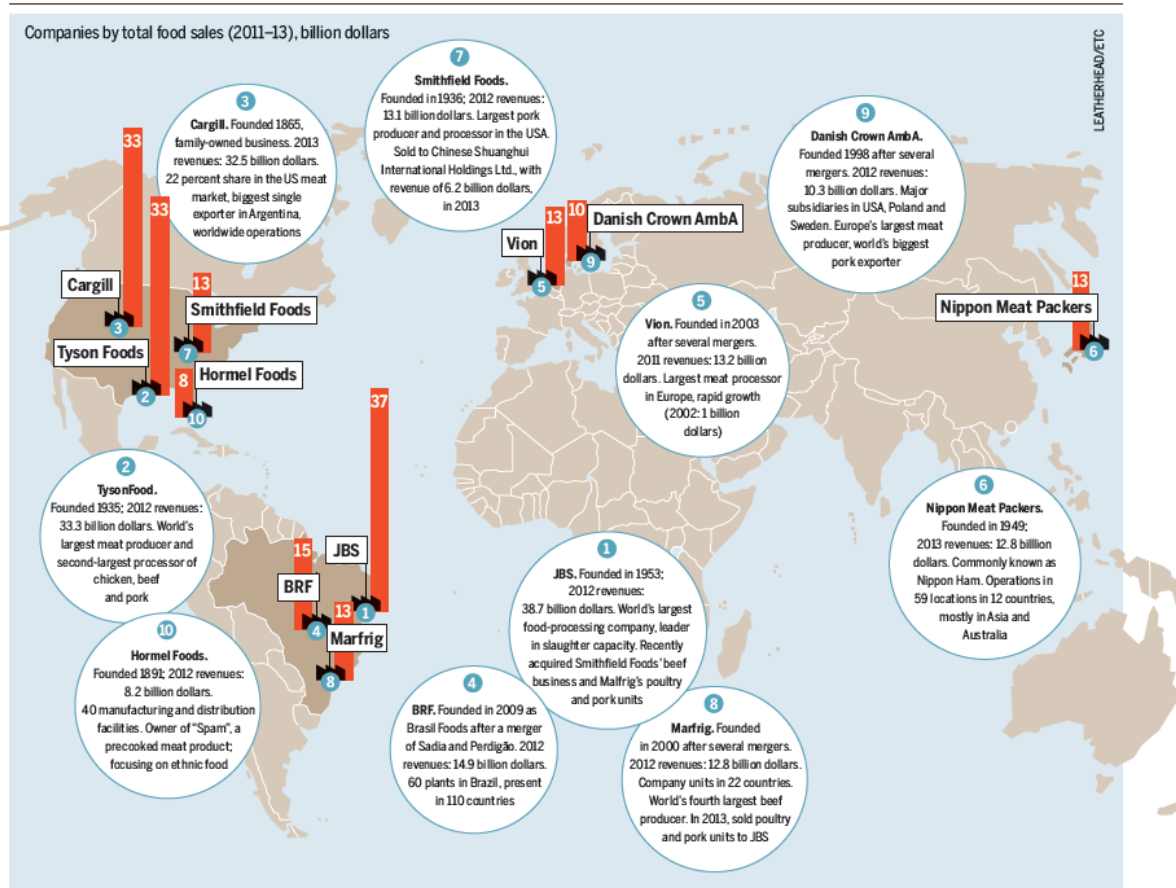 Companies by total food sales (2011–13), billion dollars
LEATHERHEAD/ETC
7
Smithfield Foods.
Founded in 1936; 2012 revenues:
13.1 billion dollars. Largest pork
producer and processor in the USA.
Sold to Chinese Shuanghui
International Holdings Ltd., with
revenue of 6.2 billion dollars,
in 2013
3
Cargill. Founded 1865,
family-owned business. 2013
revenues: 32.5 billion dollars.
22 percent share in the US meat
market, biggest single
exporter in Argentina,
worldwide operations
9
Danish Crown AmbA.
Founded 1998 after several
mergers. 2012 revenues:
10.3 billion dollars. Major
subsidiaries in USA, Poland and
Sweden. Europe's largest meat
producer, world's biggest
pork exporter
33
33
Cargill
3
13
Smithfield Foods
7
Tyson Foods
2
8
Hormel Foods
10
13
10
Danish Crown AmbA
Vion
5
9
13
Nippon Meat Packers
6
5
Vion. Founded in 2003
after several mergers.
2011 revenues: 13.2 billion
dollars. Largest meat processor
in Europe, rapid growth
(2002: 1 billion
dollars)
2
TysonFood.
Founded 1935; 2012 revenues:
33.3 billion dollars. World's
largest meat producer and
second-largest processor of
chicken, beef
and pork
37
15
JBS
BRF
1
4
13
Marfrig
8
6
Nippon Meat Packers.
Founded in 1949;
2013 revenues: 12.8 billlion
dollars. Commonly known as
Nippon Ham. Operations in
59 locations in 12 countries,
mostly in Asia and
Australia
1
JBS. Founded in 1953;
2012 revenues:
38.7 billion dollars. World's largest
food-processing company, leader
in slaughter capacity. Recently
acquired Smithfield Foods' beef
business and Malfrig's poultry
and pork units
10
Hormel Foods.
Founded 1891; 2012 revenues:
8.2 billion dollars.
40 manufacturing and distribution
facilities. Owner of "Spam", a
precooked meat product;
focusing on ethnic food
4
BRF. Founded in 2009 as
Brasil Foods after a merger
of Sadia and Perdigão. 2012
revenues: 14.9 billion dollars.
60 plants in Brazil, present
in 110 countries
8
Marfrig. Founded
in 2000 after several mergers.
2012 revenues: 12.8 billion dollars.
Company units in 22 countries.
World's fourth largest beef
producer. In 2013, sold poultry
and pork units to JBS